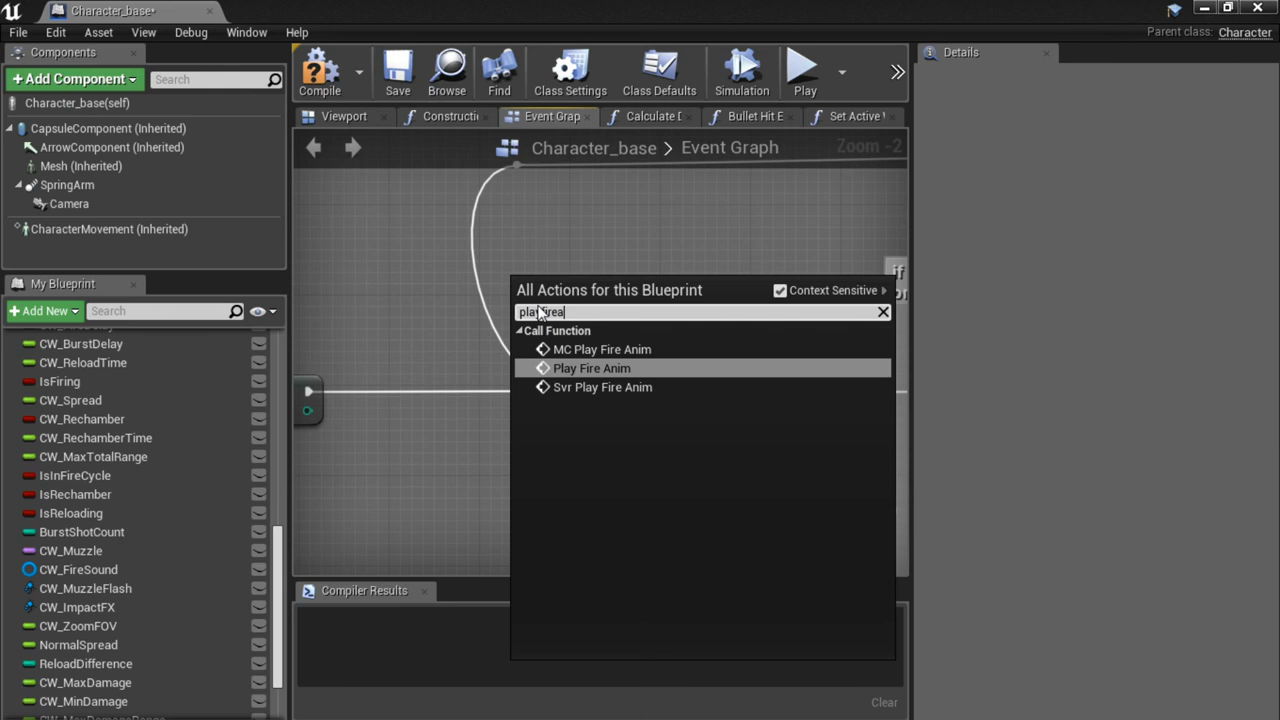 Character_base*
File Edit Asset View Debug Window Help
Parent class: Character
Components
+Add Component
Search
Character_base(self)
CapsuleComponent (Inherited)
ArrowComponent (Inherited)
Mesh (Inherited)
SpringArm
Camera
CharacterMovement (Inherited)
My Blueprint
+Add New
Search
CW_BurstDelay
CW_ReloadTime
IsFiring
CW_Spread
CW_Rechamber
CW_RechamberTime
CW_MaxTotalRange
IsInFireCycle
IsRechamber
IsReloading
BurstShotCount
CW_Muzzle
CW_FireSound
CW_MuzzleFlash
CW_ImpactFX
CW_ZoomFOV
NormalSpread
ReloadDifference
CW_MaxDamage
CW_MinDamage
CW_MaxDamageRange
Compile Save Browse Find Class Settings Class Defaults Simulation Play
Viewport Constructi Event Grap Calculate Bullet Hit E Set Active
Character_base > Event Graph
Zoom -2
if
All Actions for this Blueprint
Context Sensitive
Call Function
MC Play Fire Anim
Play Fire Anim
Svr Play Fire Anim
Compiler Results
Clear
Details